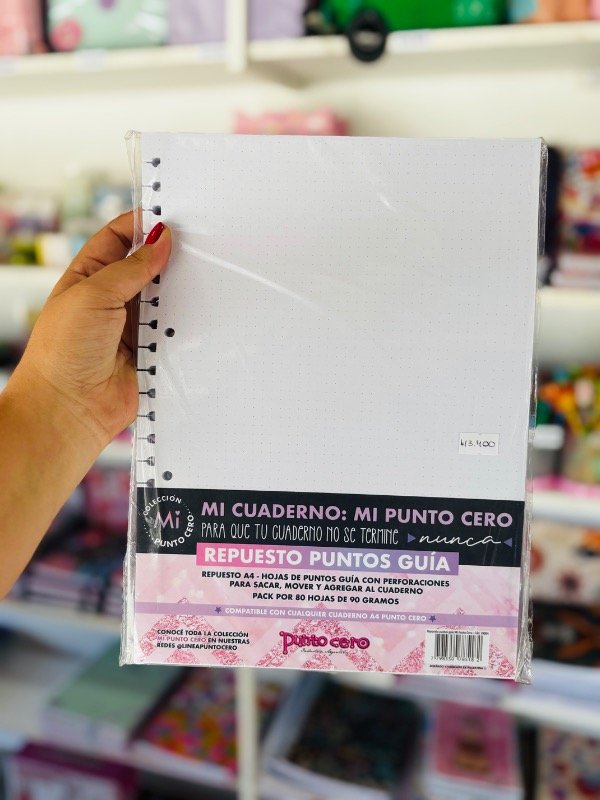 $13.400
COLECCIÓN
Mi
PUNTO CERO
MI CUADERNO: MI PUNTO CERO
PARA QUE TU CUADERNO NO SE TERMINE nunca
REPUESTO PUNTOS GUÍA
REPUESTO A4 - HOJAS DE PUNTOS GUÍA CON PERFORACIONES
PARA SACAR, MOVER Y AGREGAR AL CUADERNO
PACK POR 80 HOJAS DE 90 GRAMOS
COMPATIBLE CON CUALQUIER CUADERNO A4 PUNTO CERO
CONOCÉ TODA LA COLECCIÓN
MI PUNTO CERO EN NUESTRAS
REDES @LINEAPUNTOCERO
punto cero